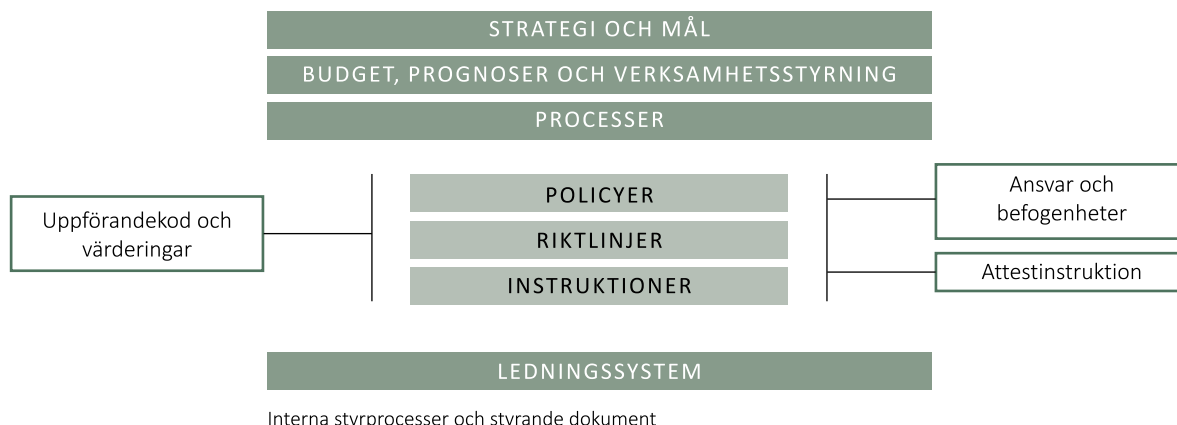 STRATEGI OCH MÅL
BUDGET, PROGNOSER OCH VERKSAMHETSSTYRNING
PROCESSER
Uppförandekod och
värderingar
POLICYER
RIKTLINJER
INSTRUKTIONER
Ansvar och
befogenheter
Attestinstruktion
LEDNINGSSYSTEM
Interna styrprocesser och styrande dokument